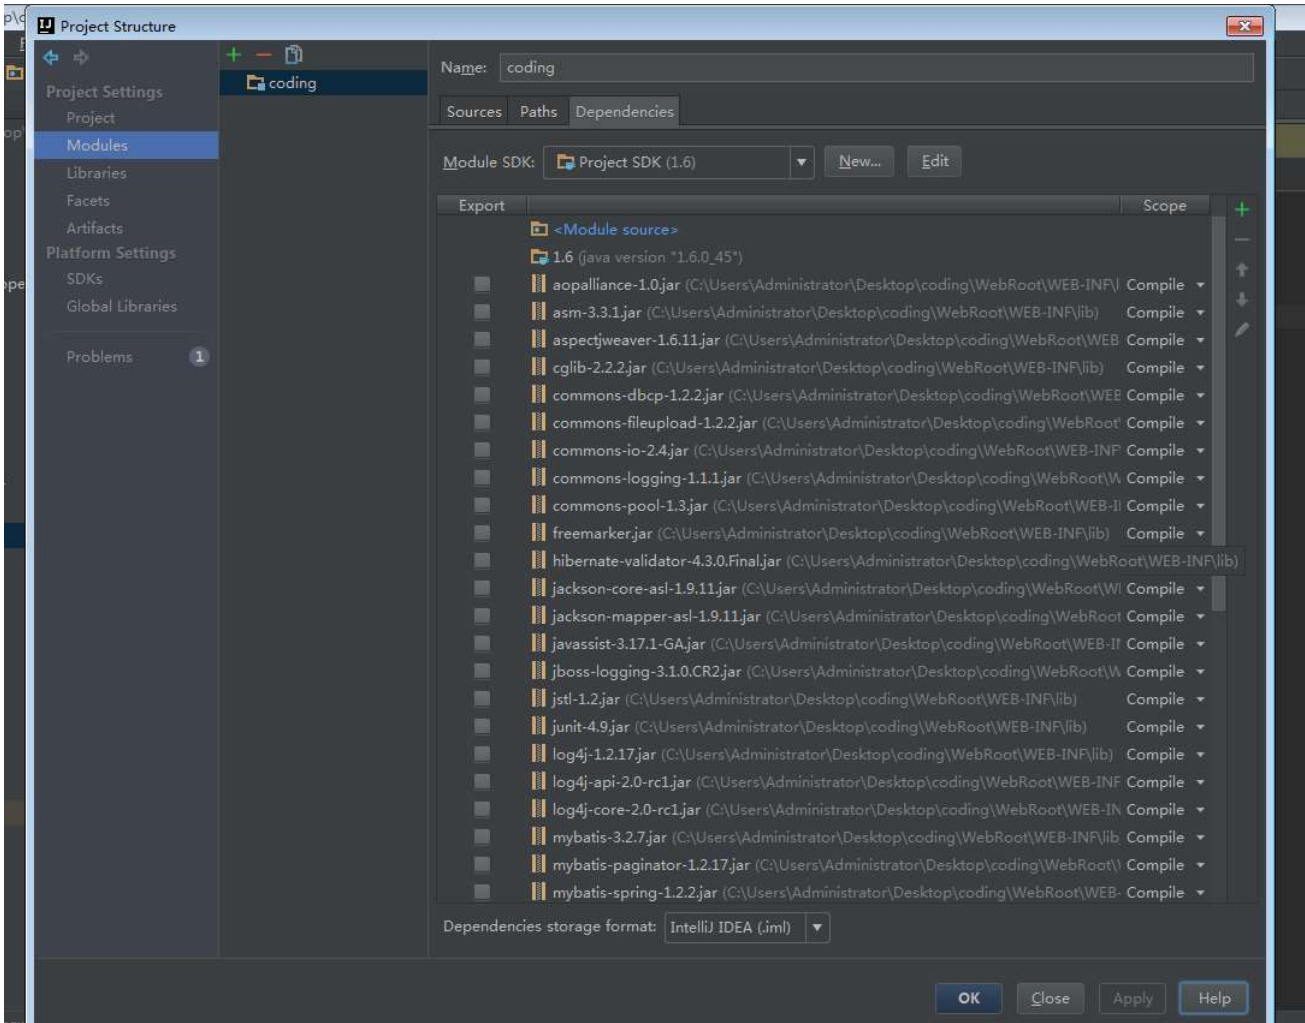 Project Structure
Project Settings
Project
Modules
Libraries
Facets
Artifacts
Platform Settings
SDKs
Global Libraries
Problems 1
coding
Name: coding
Sources Paths Dependencies
Module SDK: Project SDK (1.6) New... Edit
Export Scope
<Module source>
1.6 (java version "1.6.0_45")
aopalliance-1.0.jar (C:\Users\Administrator\Desktop\coding\WebRoot\WEB-INF\l Compile
asm-3.3.1.jar (C:\Users\Administrator\Desktop\coding\WebRoot\WEB-INF\lib) Compile
aspectjweaver-1.6.11.jar (C:\Users\Administrator\Desktop\coding\WebRoot\WEB Compile
cglib-2.2.2.jar (C:\Users\Administrator\Desktop\coding\WebRoot\WEB-INF\lib) Compile
commons-dbcp-1.2.2.jar (C:\Users\Administrator\Desktop\coding\WebRoot\WEB Compile
commons-fileupload-1.2.2.jar (C:\Users\Administrator\Desktop\coding\WebRoot Compile
commons-io-2.4.jar (C:\Users\Administrator\Desktop\coding\WebRoot\WEB-INF Compile
commons-logging-1.1.1.jar (C:\Users\Administrator\Desktop\coding\WebRoot\ Compile
commons-pool-1.3.jar (C:\Users\Administrator\Desktop\coding\WebRoot\WEB-I Compile
freemarker.jar (C:\Users\Administrator\Desktop\coding\WebRoot\WEB-INF\lib) Compile
hibernate-validator-4.3.0.Final.jar (C:\Users\Administrator\Desktop\coding\WebRoot\WEB-INF\lib)
jackson-core-asl-1.9.11.jar (C:\Users\Administrator\Desktop\coding\WebRoot\W Compile
jackson-mapper-asl-1.9.11.jar (C:\Users\Administrator\Desktop\coding\WebRoot Compile
javassist-3.17.1-GA.jar (C:\Users\Administrator\Desktop\coding\WebRoot\WEB-I Compile
jboss-logging-3.1.0.CR2.jar (C:\Users\Administrator\Desktop\coding\WebRoot\ Compile
jstl-1.2.jar (C:\Users\Administrator\Desktop\coding\WebRoot\WEB-INF\lib) Compile
junit-4.9.jar (C:\Users\Administrator\Desktop\coding\WebRoot\WEB-INF\lib) Compile
log4j-1.2.17.jar (C:\Users\Administrator\Desktop\coding\WebRoot\WEB-INF\lib) Compile
log4j-api-2.0-rc1.jar (C:\Users\Administrator\Desktop\coding\WebRoot\WEB-INF Compile
log4j-core-2.0-rc1.jar (C:\Users\Administrator\Desktop\coding\WebRoot\WEB-IN Compile
mybatis-3.2.7.jar (C:\Users\Administrator\Desktop\coding\WebRoot\WEB-INF\lib Compile
mybatis-paginator-1.2.17.jar (C:\Users\Administrator\Desktop\coding\WebRoot\ Compile
mybatis-spring-1.2.2.jar (C:\Users\Administrator\Desktop\coding\WebRoot\WEB- Compile
Dependencies storage format: IntelliJ IDEA (.iml)
OK Close Apply Help